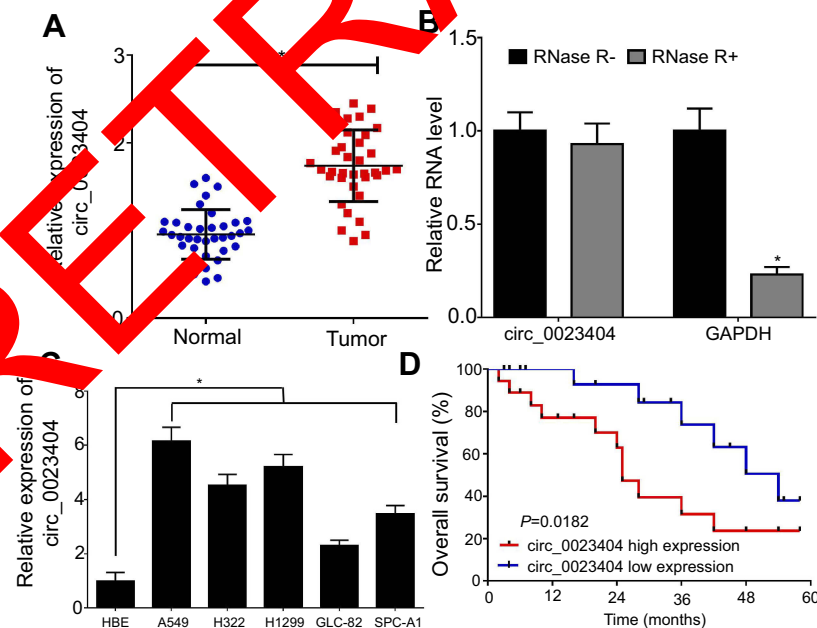 A
B
Relative expression of
circ_0023404
3
2
0
*
Normal
Tumor
Relative RNA level
1.5
1.0
0.5
0.0
RNase R-
RNase R+
*
circ_0023404
GAPDH
D
Relative expression of
circ_0023404
8
6
4
2
0
*
HBE
A549
H322
H1299
GLC-82
SPC-A1
Overall survival (%)
100
80
60
40
20
0
P=0.0182
circ_0023404 high expression
circ_0023404 low expression
0
12
24
36
48
60
Time (months)